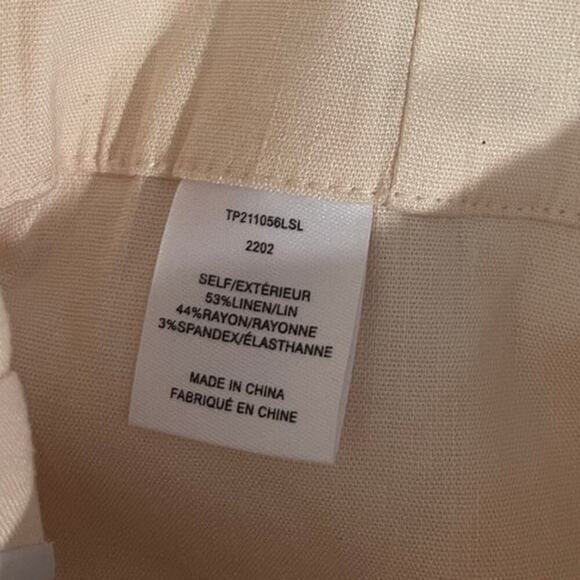 TP211056LSL
2202
SELF/EXTÉRIEUR
53%LINEN/LIN
44%RAYON/RAYONNE
3%SPANDEX/ÉLASTHANNE
MADE IN CHINA
FABRIQUÉ EN CHINE